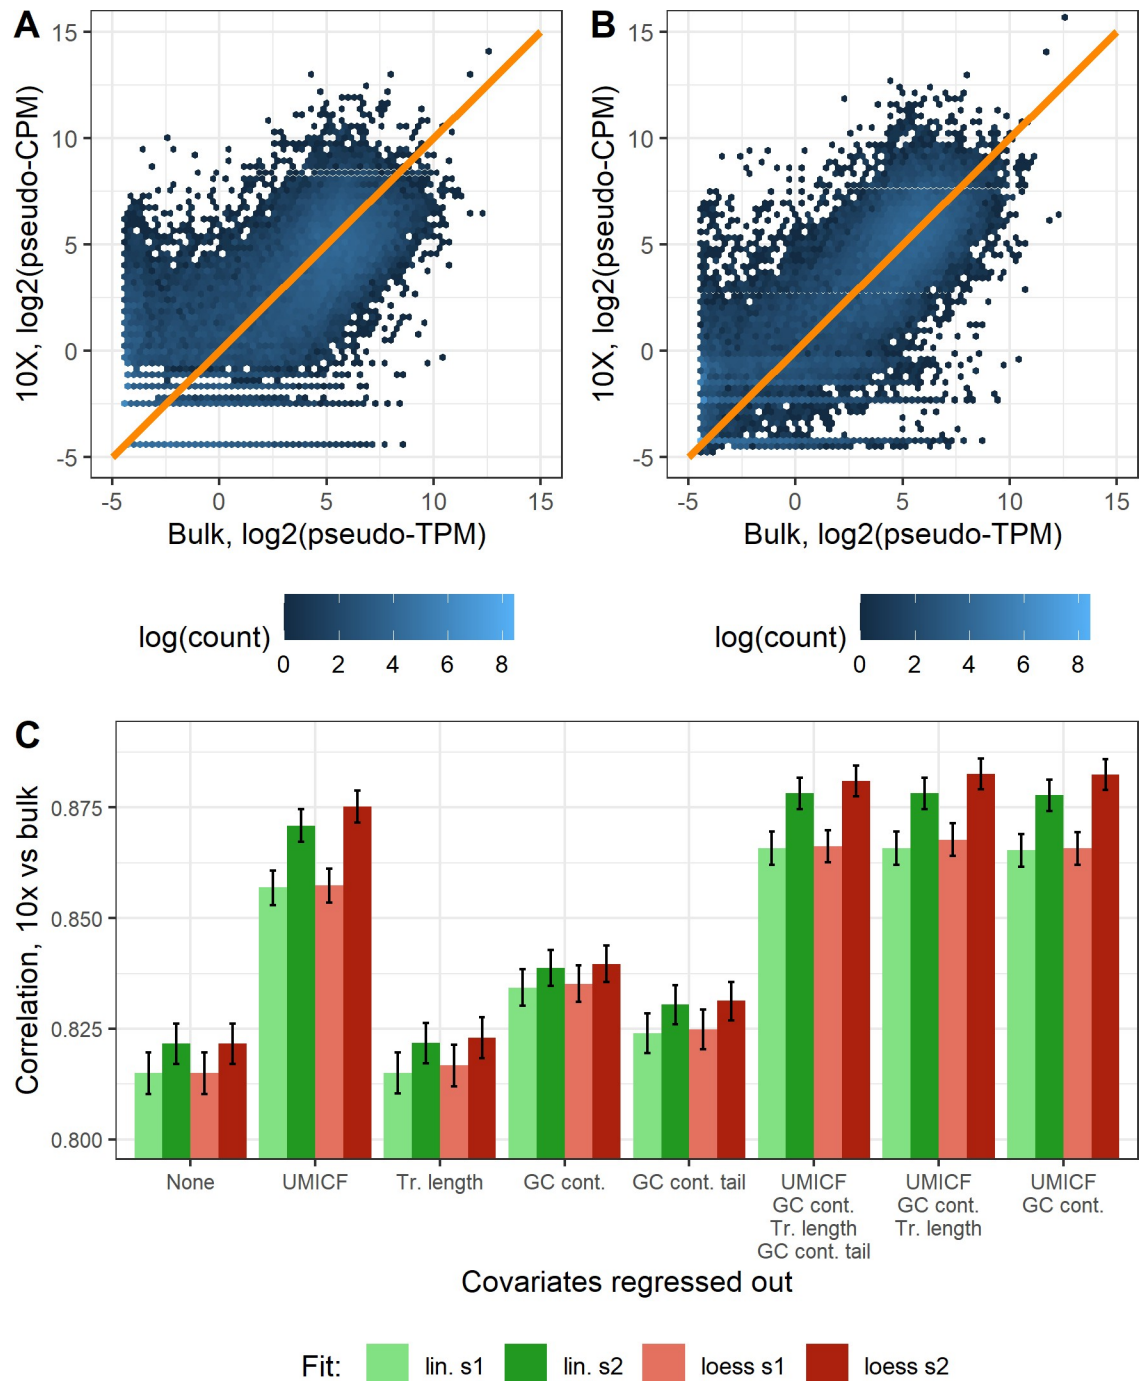 A
B
15
10
5
0
-5
10X, log2(pseudo-CPM)
-5 0 5 10 15
Bulk, log2(pseudo-TPM)
15
10
5
0
-5
10X, log2(pseudo-CPM)
-5 0 5 10 15
Bulk, log2(pseudo-TPM)
log(count)
0 2 4 6 8
log(count)
0 2 4 6 8
C
Correlation, 10x vs bulk
0.875
0.850
0.825
0.800
None
UMICF
Tr. length
GC cont.
GC cont. tail
UMICF
GC cont.
Tr. length
GC cont. tail
UMICF
GC cont.
Tr. length
UMICF
GC cont.
Covariates regressed out
Fit: lin. s1 lin. s2 loess s1 loess s2